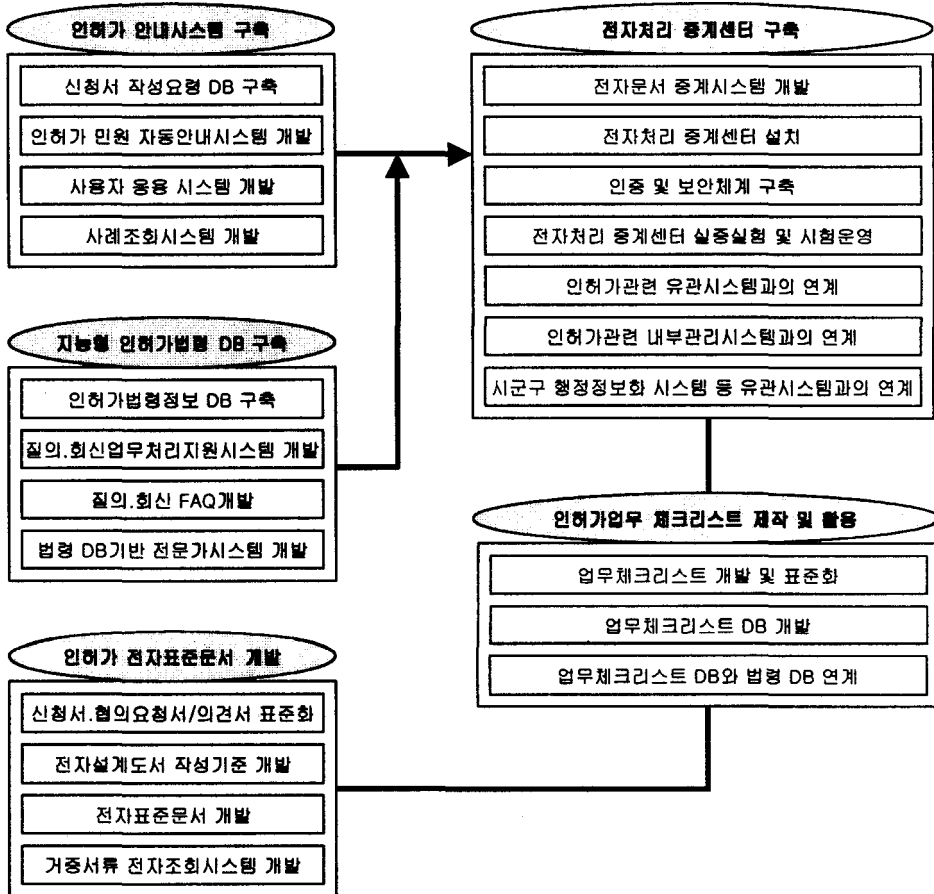 인허가 안내시스템 구축
신청서 작성요령 DB 구축
인허가 민원 자동안내시스템 개발
사용자 응용 시스템 개발
사례조회시스템 개발
지능형 인허가법령 DB 구축
인허가법령정보 DB 구축
질의.회신업무처리지원시스템 개발
질의.회신 FAQ개발
법령 DB기반 전문가시스템 개발
인허가 전자표준문서 개발
신청서.협의요청서/의견서 표준화
전자설계도서 작성기준 개발
전자표준문서 개발
거증서류 전자조회시스템 개발
전자처리 중계센터 구축
전자문서 중계시스템 개발
전자처리 중계센터 설치
인증 및 보안체계 구축
전자처리 중계센터 실증실험 및 시험운영
인허가관련 유관시스템과의 연계
인허가관련 내부관리시스템과의 연계
시군구 행정정보화 시스템 등 유관시스템과의 연계
인허가업무 체크리스트 제작 및 활용
업무체크리스트 개발 및 표준화
업무체크리스트 DB 개발
업무체크리스트 DB와 법령 DB 연계